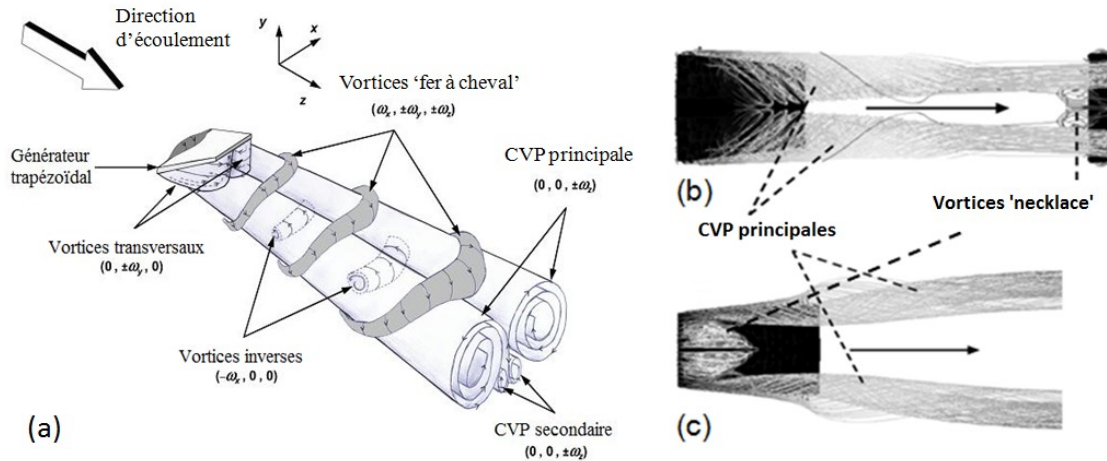 Direction
d'écoulement
y
x
z
Vortices 'fer à cheval'
(ωx, ±ωy, ±ωz)
Générateur
trapézoïdal
CVP principale
(0, 0, ±ωz)
Vortices transversaux
(0, ±ωy, 0)
Vortices inverses
(-ωx, 0, 0)
CVP secondaire
(0, 0, ±ωz)
(a)
(b)
Vortices 'necklace'
CVP principales
(c)